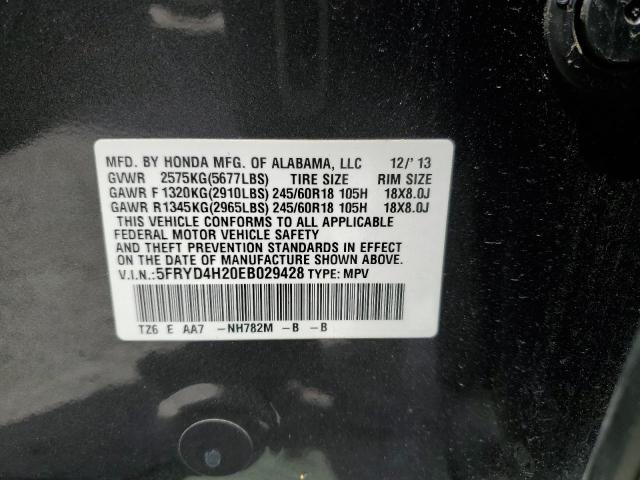 MFD. BY HONDA MFG. OF ALABAMA, LLC 12/'13
GVWR 2575KG(5677LBS) TIRE SIZE RIM SIZE
GAWR F 1320KG(2910LBS) 245/60R18 105H 18X8.0J
GAWR R 1345KG(2965LBS) 245/60R18 105H 18X8.0J
THIS VEHICLE CONFORMS TO ALL APPLICABLE
FEDERAL MOTOR VEHICLE SAFETY
AND THEFT PREVENTION STANDARDS IN EFFECT
ON THE DATE OF MANUFACTURE SHOWN ABOVE.
V.I.N.:5FRYD4H20EB029428 TYPE: MPV
TZ6 E AA7 -NH782M -B -B